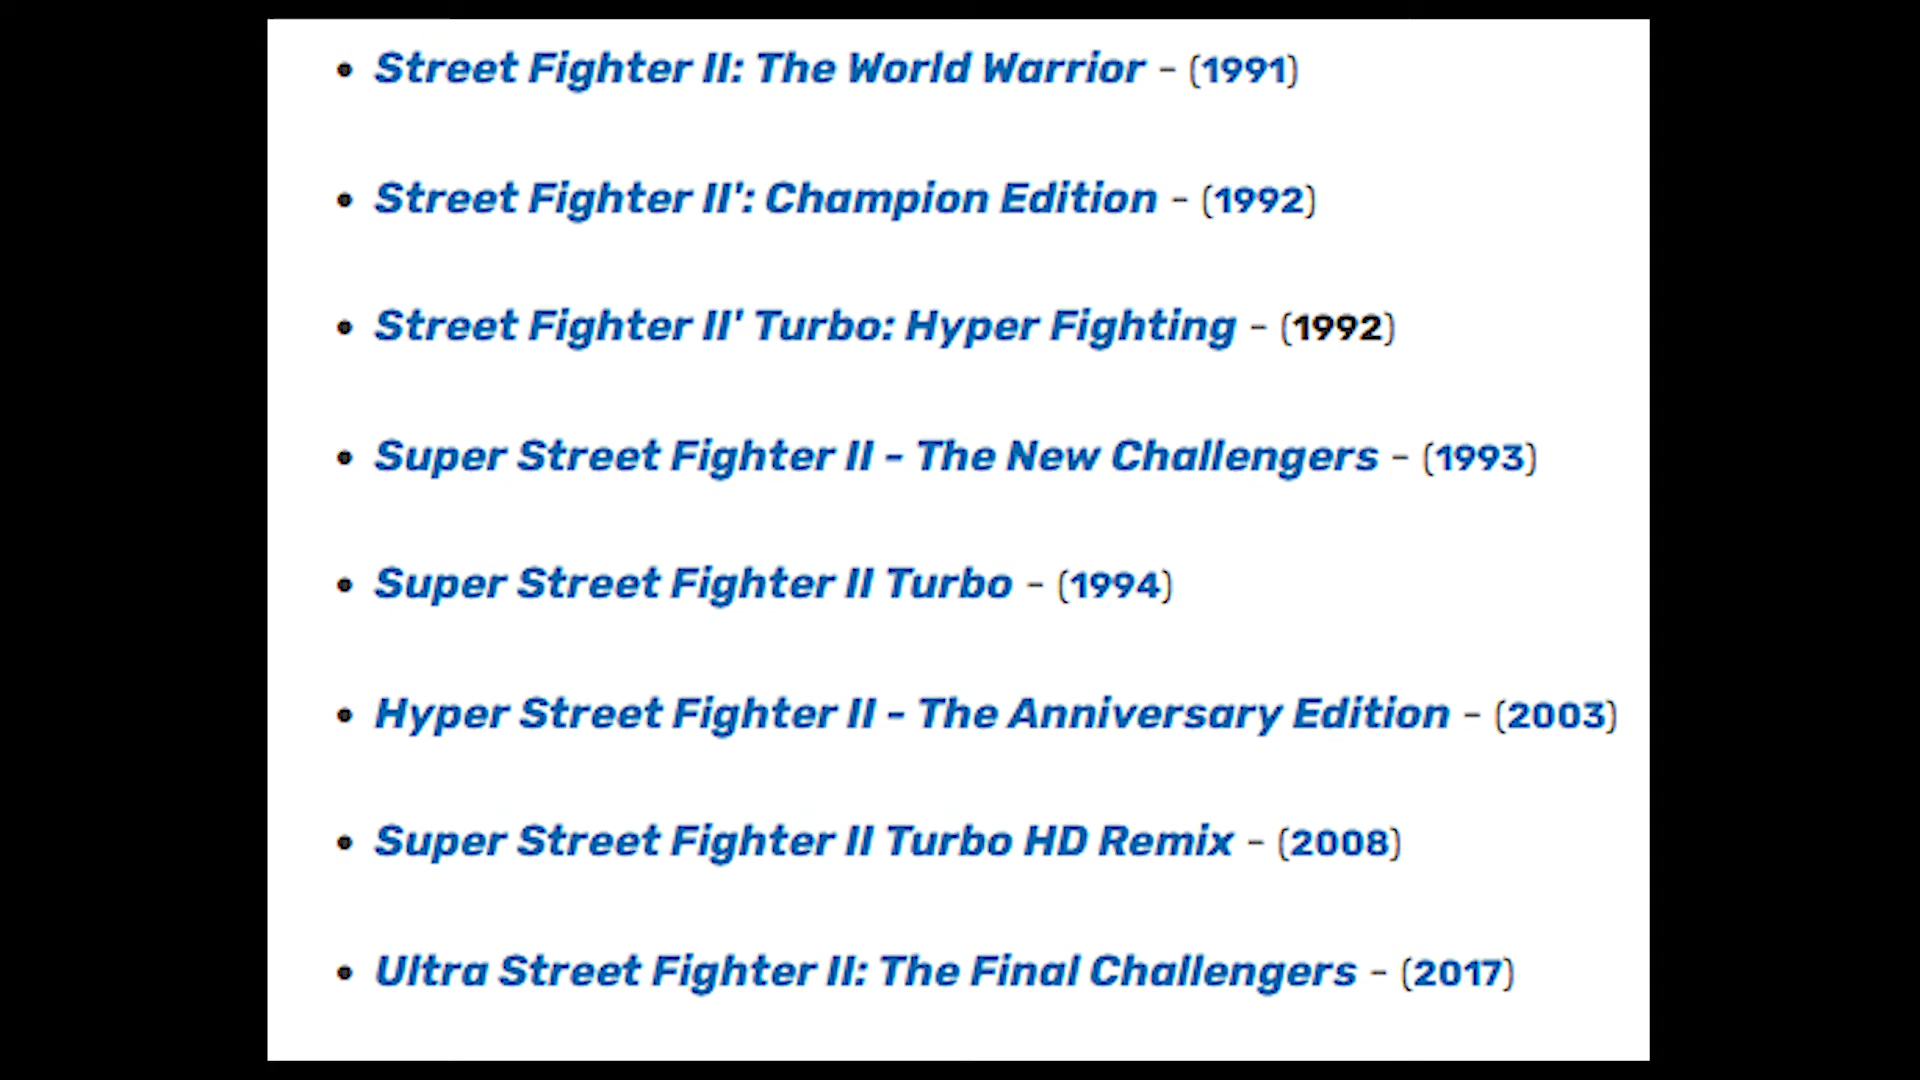 • Street Fighter II: The World Warrior - (1991)
• Street Fighter II': Champion Edition - (1992)
• Street Fighter II' Turbo: Hyper Fighting - (1992)
• Super Street Fighter II - The New Challengers - (1993)
• Super Street Fighter II Turbo - (1994)
• Hyper Street Fighter II - The Anniversary Edition - (2003)
• Super Street Fighter II Turbo HD Remix - (2008)
• Ultra Street Fighter II: The Final Challengers - (2017)